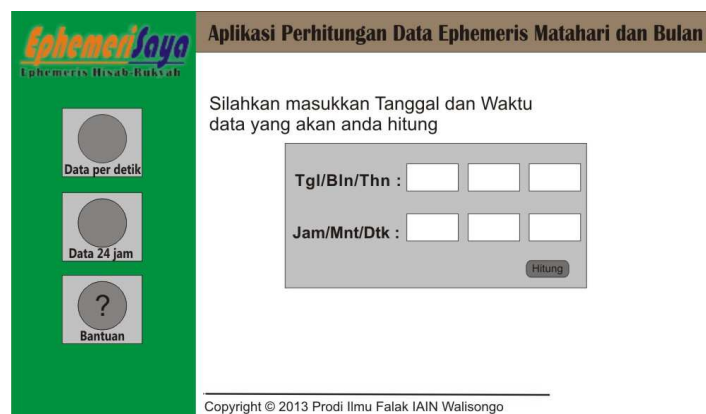 EphemeriSaya
Ephemeris Hisab-Rukyah
Aplikasi Perhitungan Data Ephemeris Matahari dan Bulan
Data per detik
Data 24 jam
?
Bantuan
Silahkan masukkan Tanggal dan Waktu
data yang akan anda hitung
Tgl/Bln/Thn :
Jam/Mnt/Dtk :
Hitung
Copyright © 2013 Prodi Ilmu Falak IAIN Walisongo